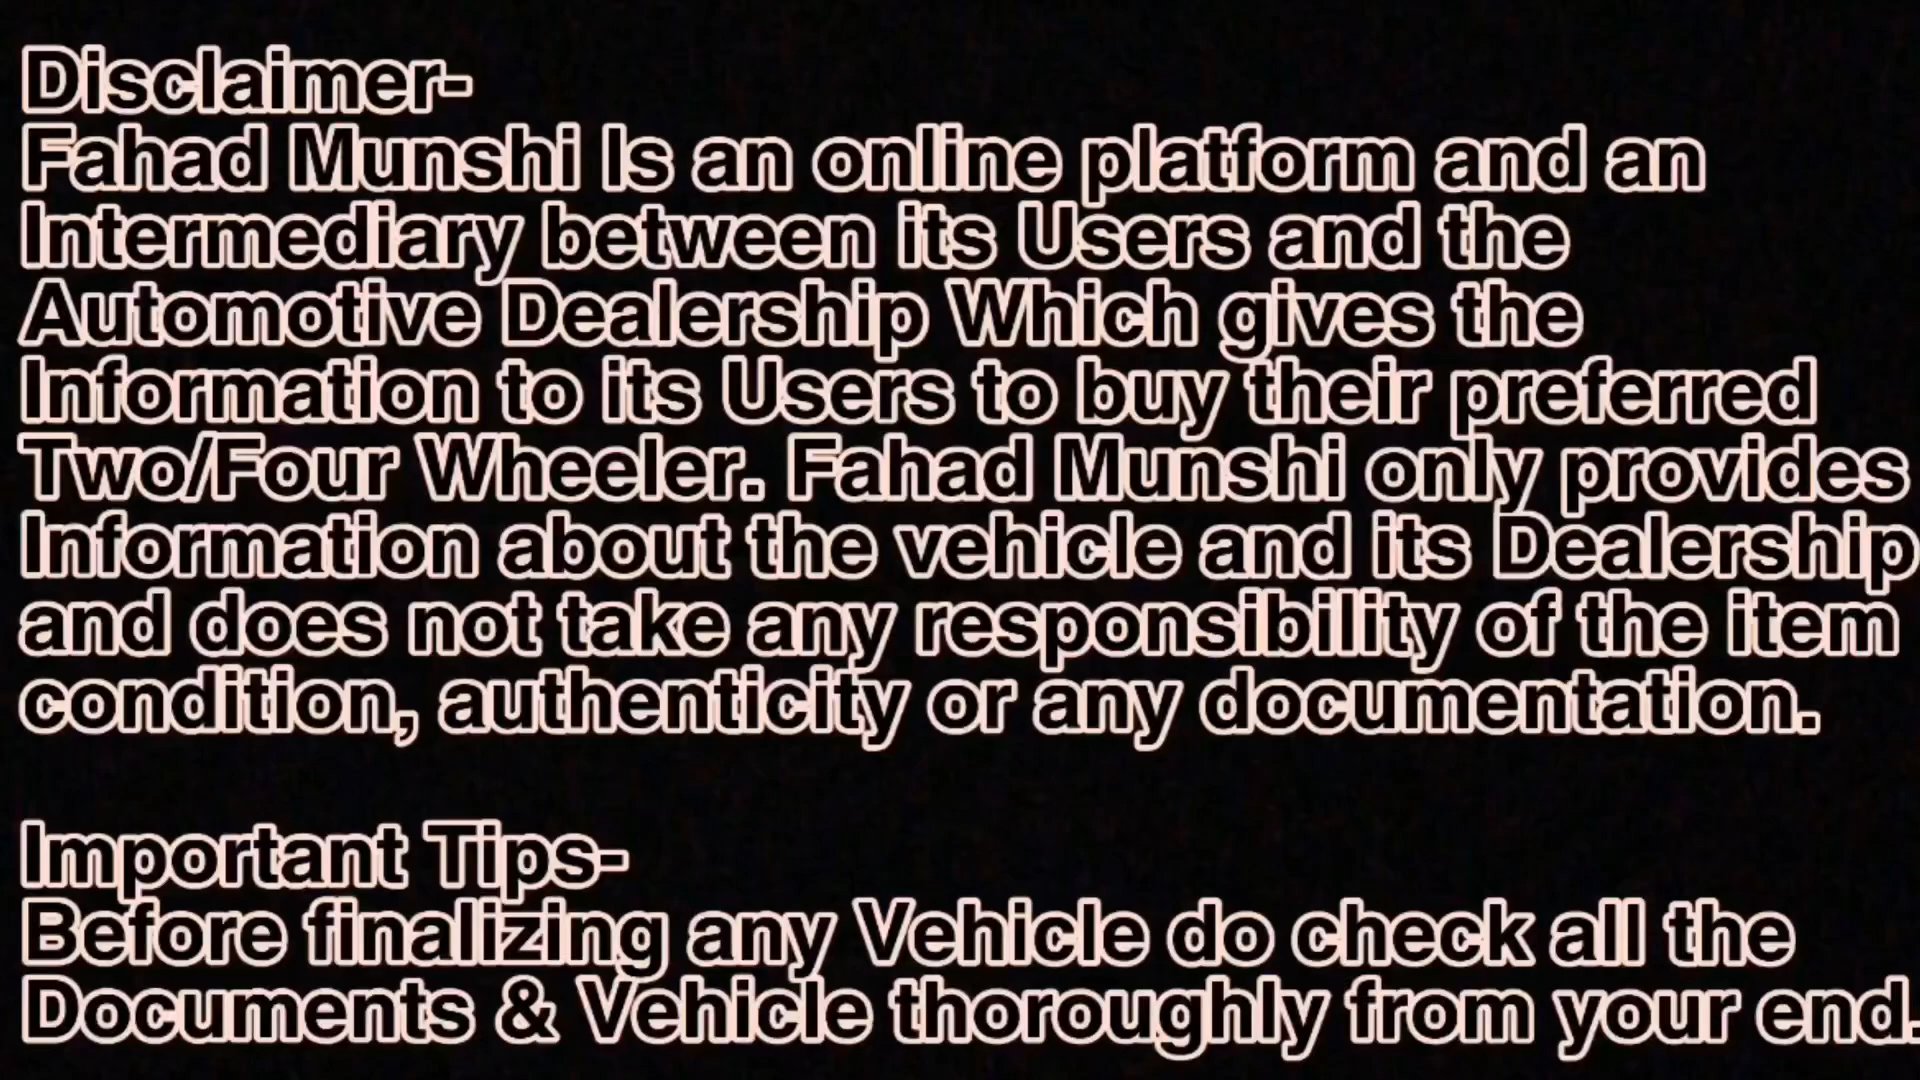 Disclaimer-
Fahad Munshi Is an online platform and an
Intermediary between its Users and the
Automotive Dealership Which gives the
Information to its Users to buy their preferred
Two/Four Wheeler. Fahad Munshi only provides
Information about the vehicle and its Dealership
and does not take any responsibility of the item
condition, authenticity or any documentation.
Important Tips-
Before finalizing any Vehicle do check all the
Documents & Vehicle thoroughly from your end.